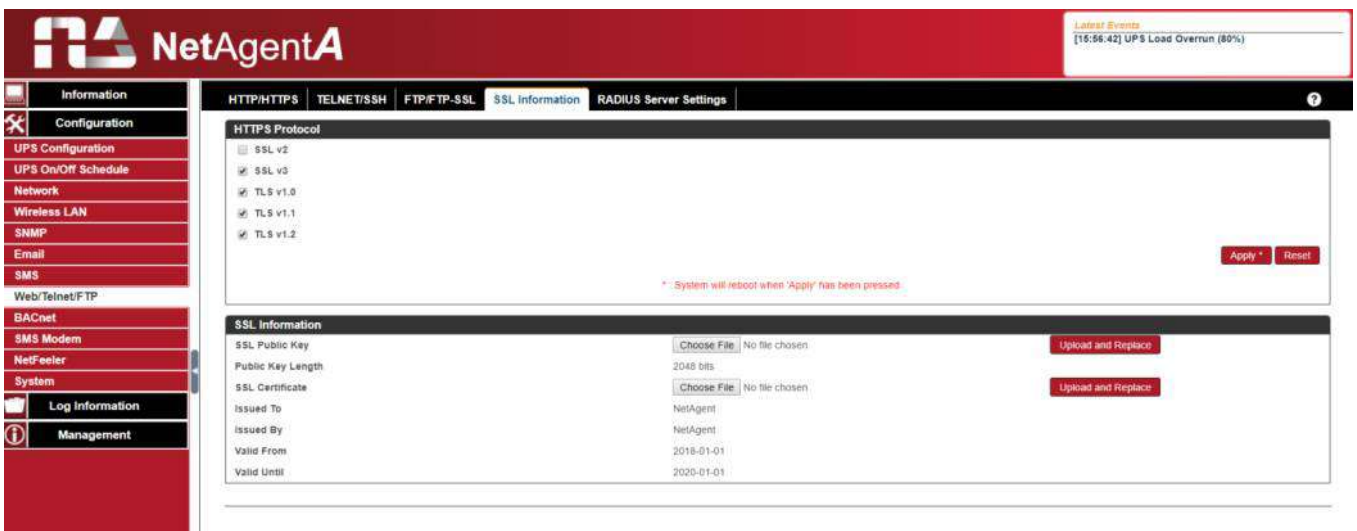 NetAgentA
Latest Events
[15:56:42] UPS Load Overrun (80%)
Information
Configuration
UPS Configuration
UPS On/Off Schedule
Network
Wireless LAN
SNMP
Email
SMS
Web/Telnet/FTP
BACnet
SMS Modem
NetFeeler
System
Log Information
Management
HTTP/HTTPS TELNET/SSH FTP/FTP-SSL SSL Information RADIUS Server Settings ?
HTTPS Protocol
SSL v2
SSL v3
TLS v1.0
TLS v1.1
TLS v1.2
Apply * Reset
* : System will reboot when 'Apply' has been pressed
SSL Information
SSL Public Key Choose File No file chosen Upload and Replace
Public Key Length 2048 bits
SSL Certificate Choose File No file chosen Upload and Replace
Issued To NetAgent
Issued By NetAgent
Valid From 2018-01-01
Valid Until 2020-01-01